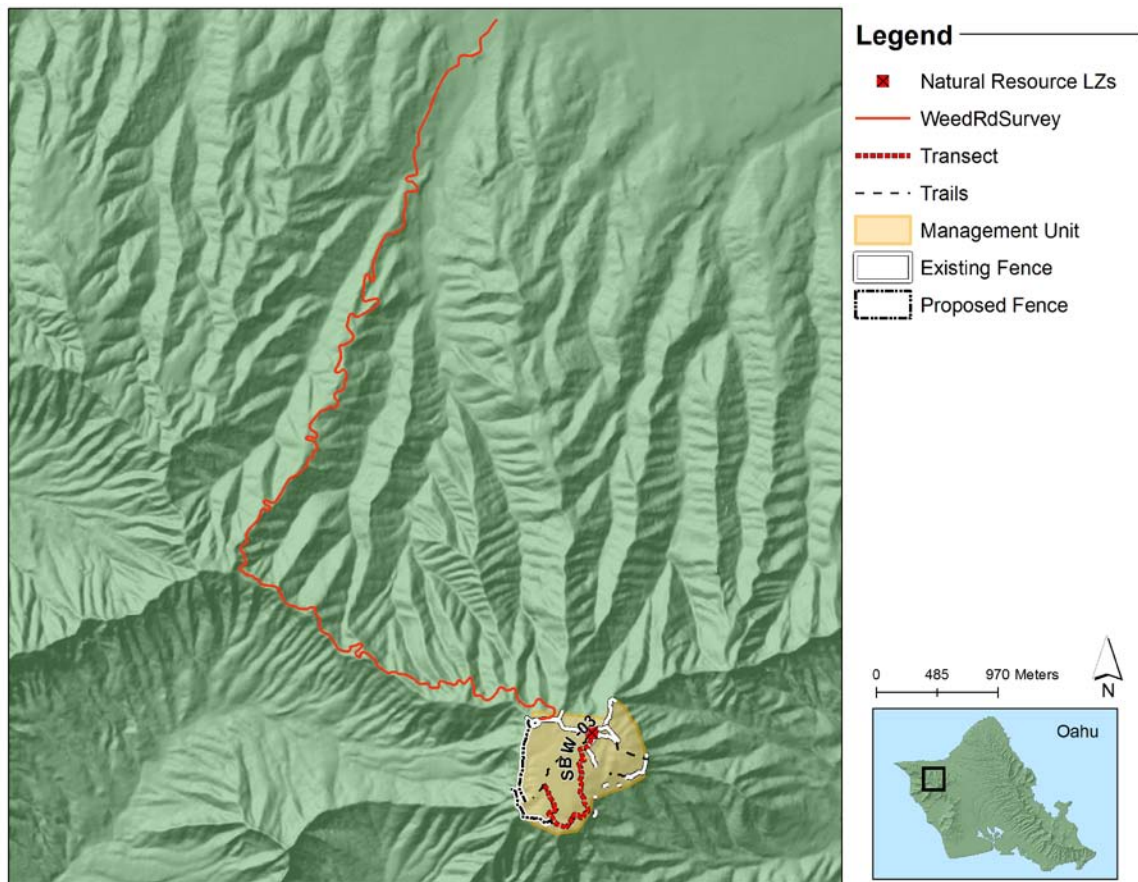 Legend
Natural Resource LZs
WeedRdSurvey
Transect
Trails
Management Unit
Existing Fence
Proposed Fence
SBW-03
0 485 970 Meters
N
Oahu